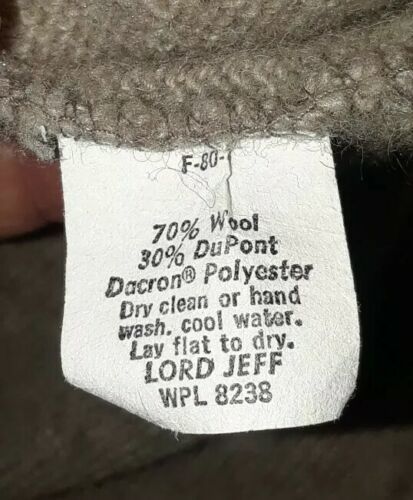 F-80-
70% Wool
30% DuPont
Dacron® Polyester
Dry clean or hand
wash. cool water.
Lay flat to dry.
LORD JEFF
WPL 8238